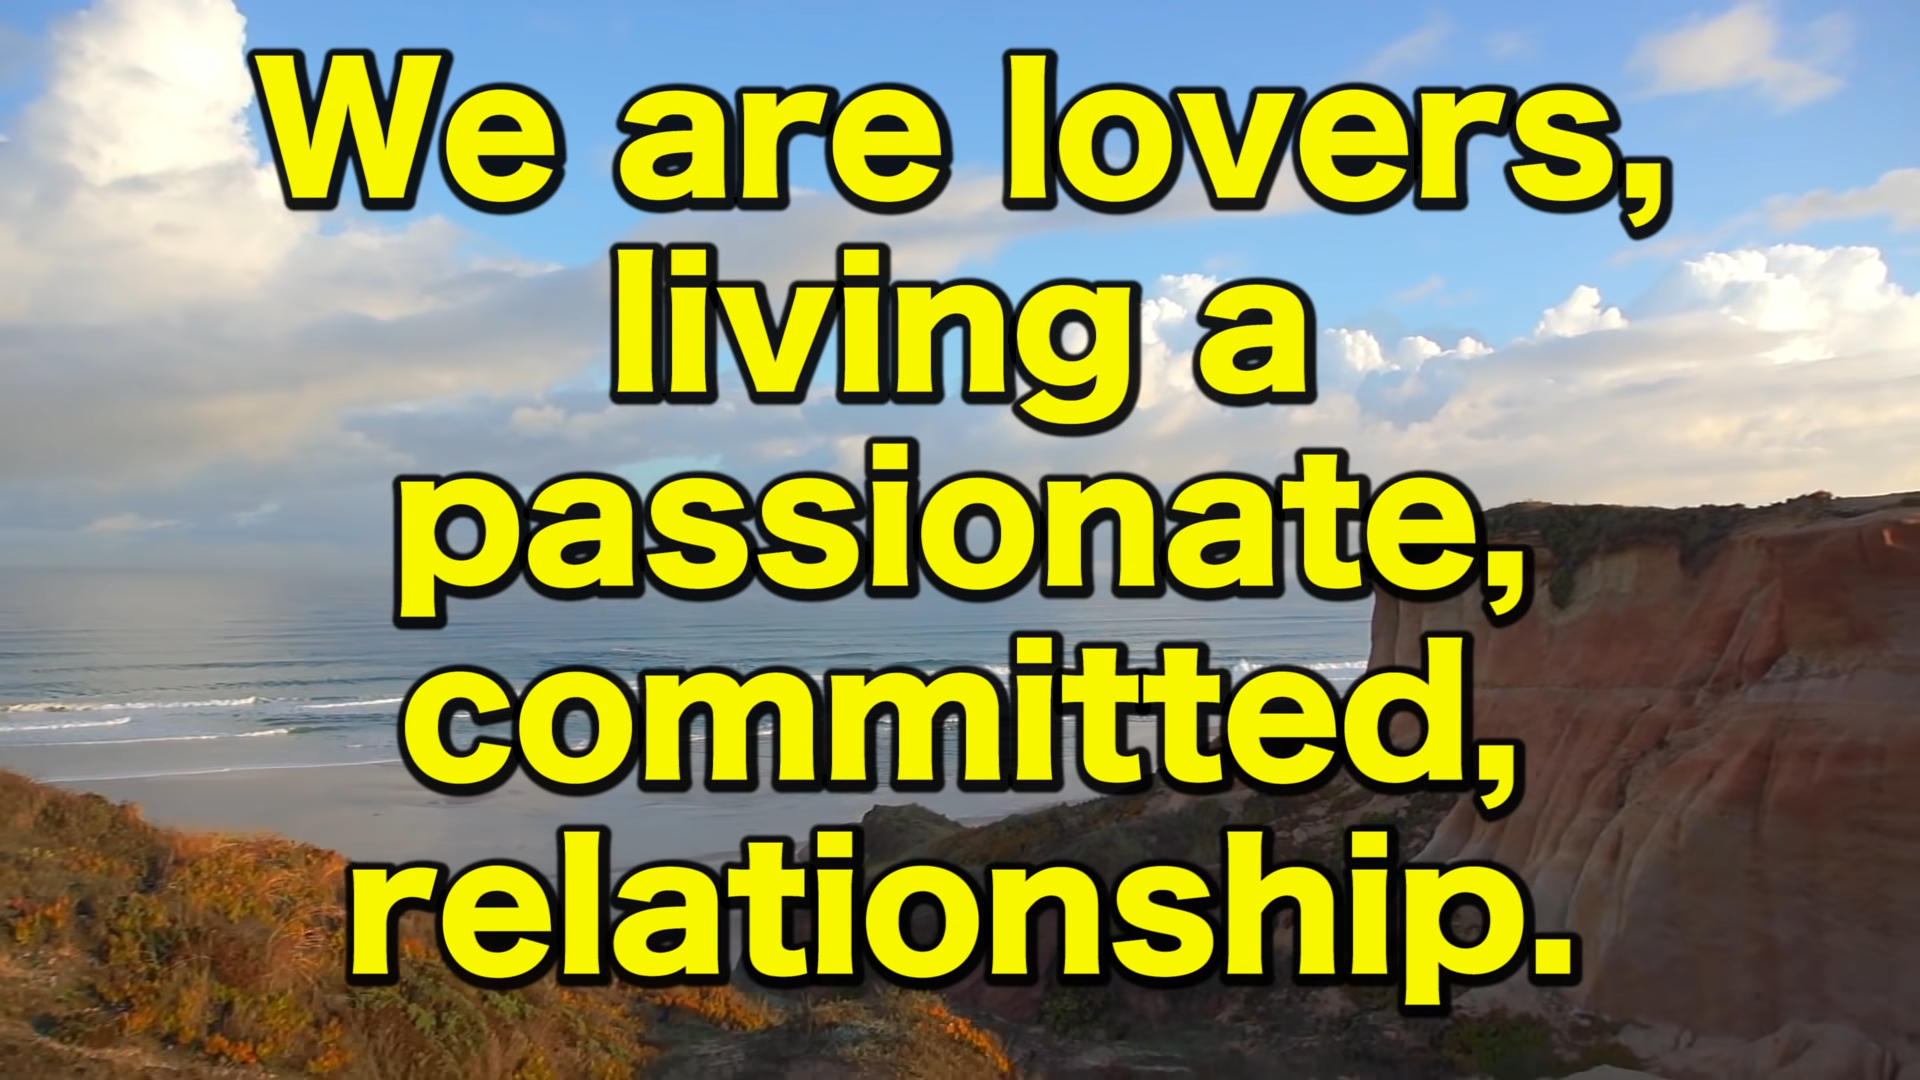 We are lovers,
living a
passionate,
committed,
relationship.